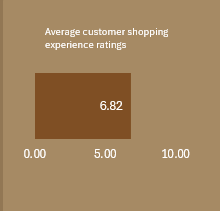 Average customer shopping
experience ratings
6.82
0.00 5.00 10.00